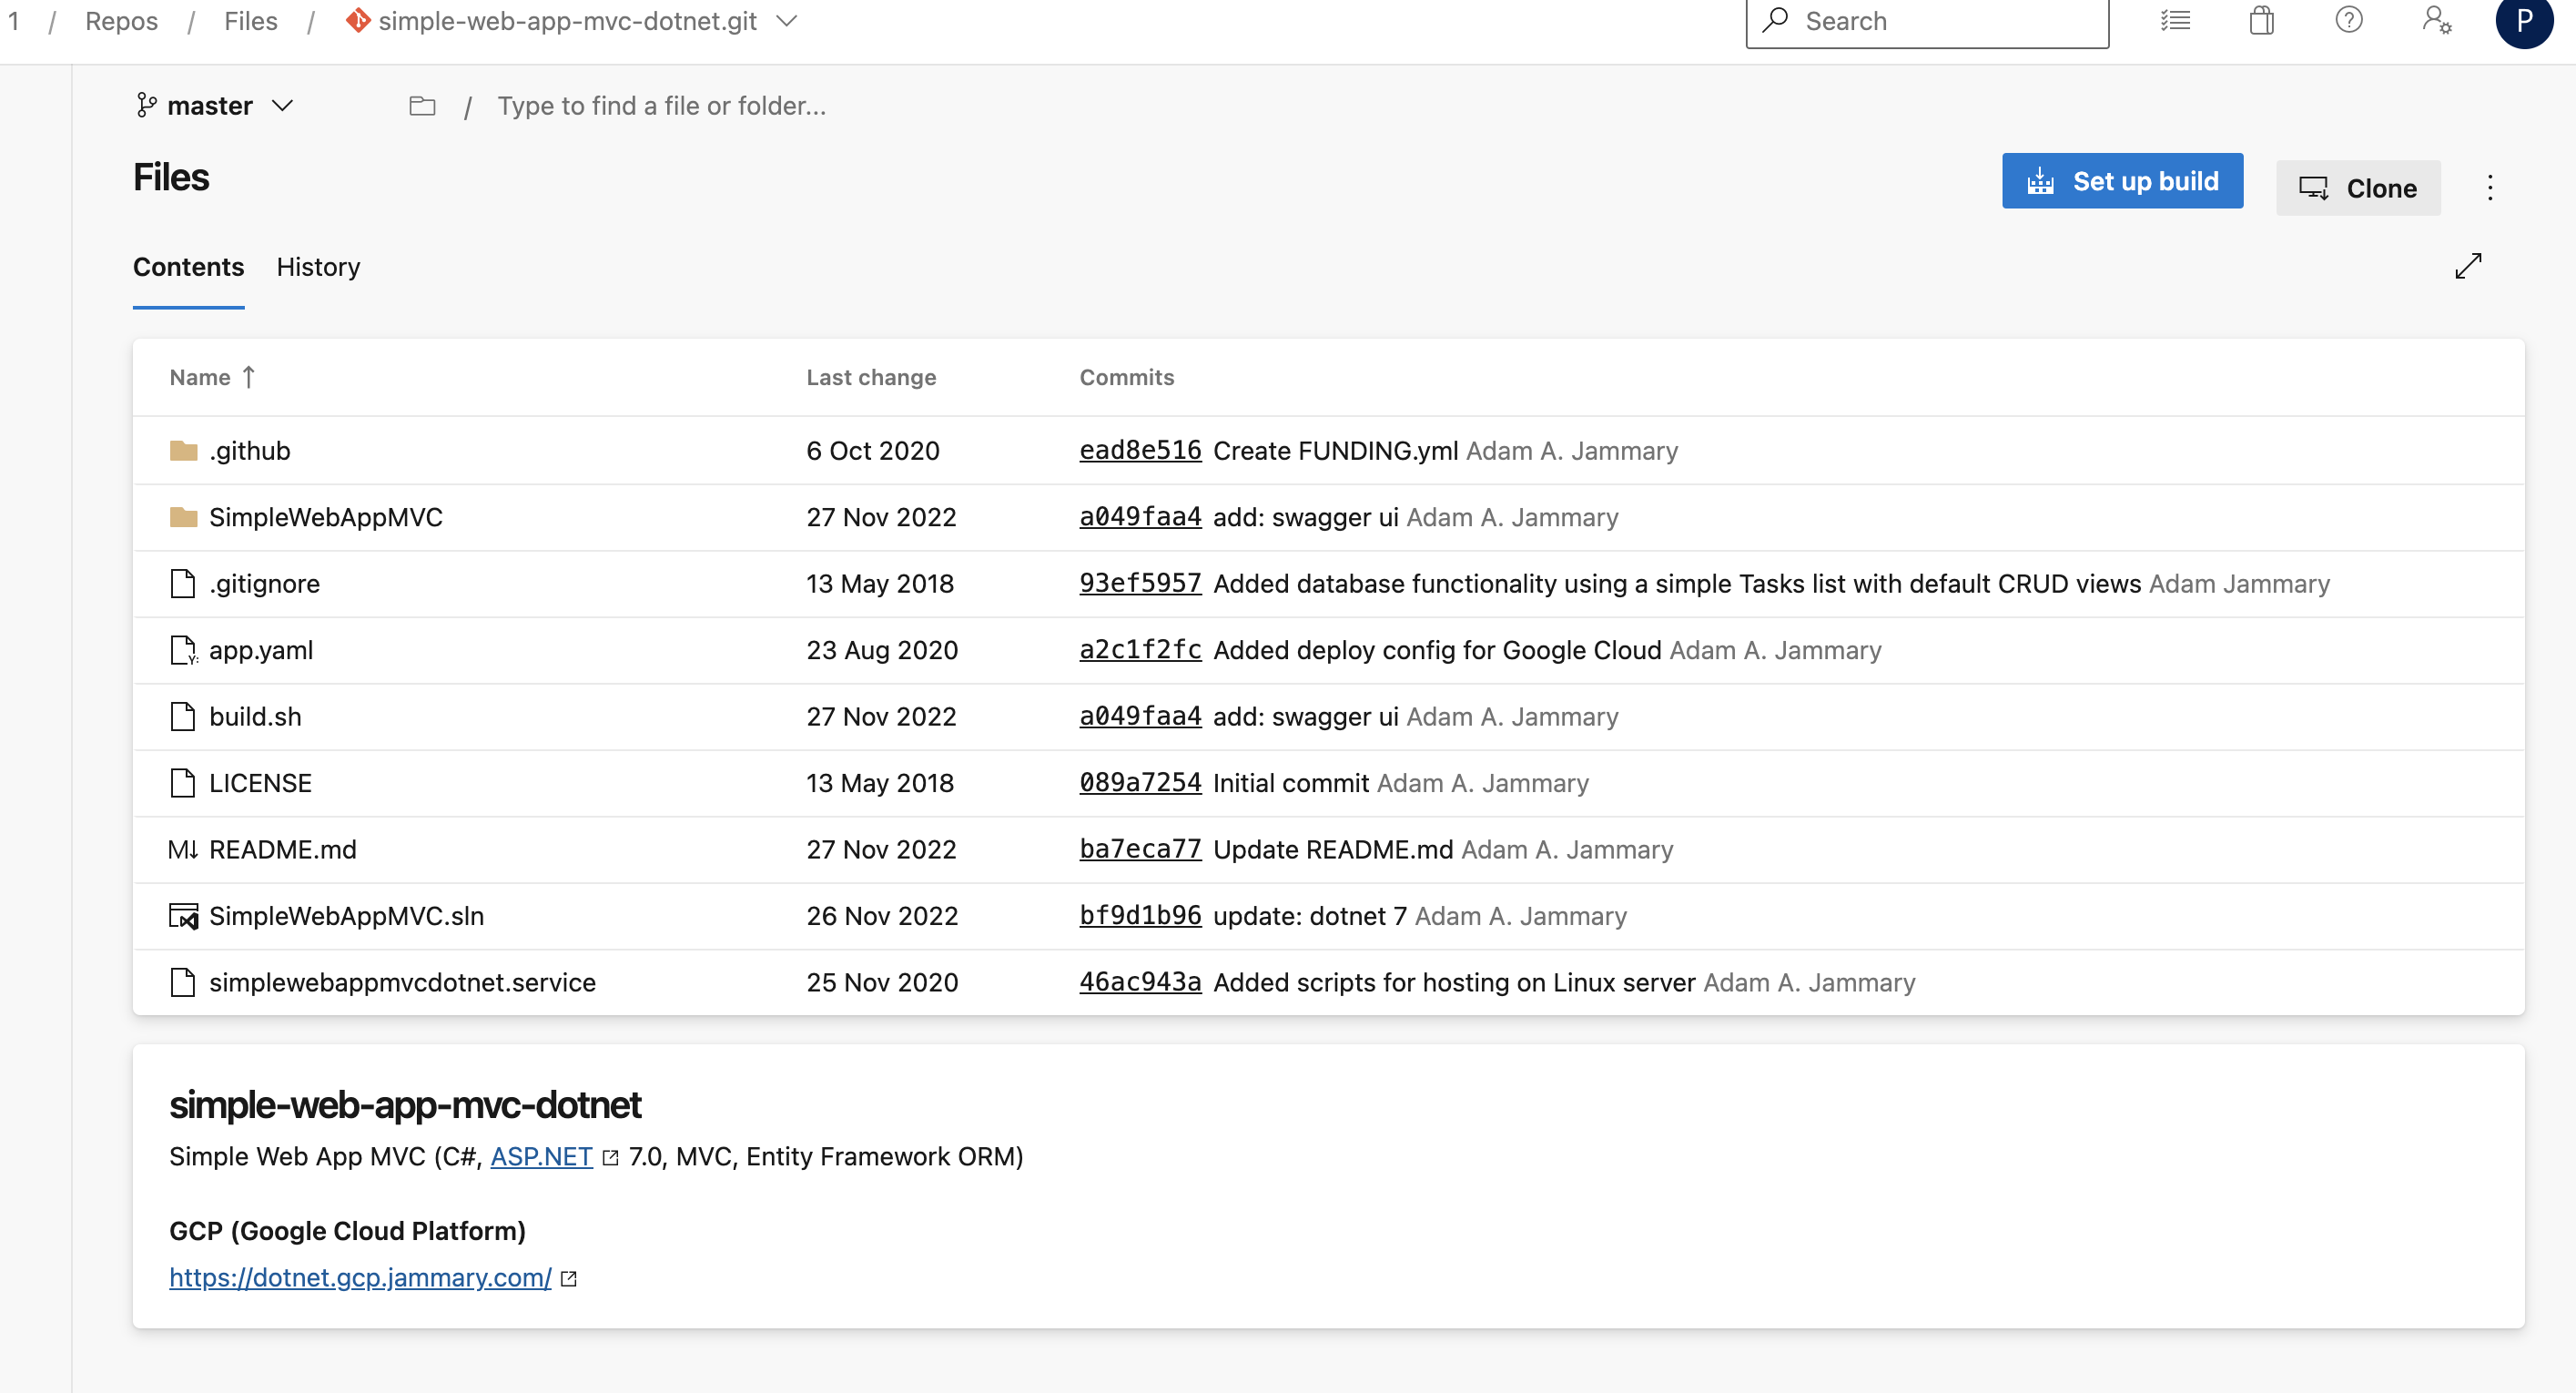 1 / Repos / Files / simple-web-app-mvc-dotnet.git Search P
master / Type to find a file or folder...
Files Set up build Clone
Contents History
Name ↑ Last change Commits
.github 6 Oct 2020 ead8e516 Create FUNDING.yml Adam A. Jammary
SimpleWebAppMVC 27 Nov 2022 a049faa4 add: swagger ui Adam A. Jammary
.gitignore 13 May 2018 93ef5957 Added database functionality using a simple Tasks list with default CRUD views Adam Jammary
app.yaml 23 Aug 2020 a2c1f2fc Added deploy config for Google Cloud Adam A. Jammary
build.sh 27 Nov 2022 a049faa4 add: swagger ui Adam A. Jammary
LICENSE 13 May 2018 089a7254 Initial commit Adam A. Jammary
M↓ README.md 27 Nov 2022 ba7eca77 Update README.md Adam A. Jammary
SimpleWebAppMVC.sln 26 Nov 2022 bf9d1b96 update: dotnet 7 Adam A. Jammary
simplewebappmvcdotnet.service 25 Nov 2020 46ac943a Added scripts for hosting on Linux server Adam A. Jammary
simple-web-app-mvc-dotnet
Simple Web App MVC (C#, ASP.NET 7.0, MVC, Entity Framework ORM)
GCP (Google Cloud Platform)
https://dotnet.gcp.jammary.com/